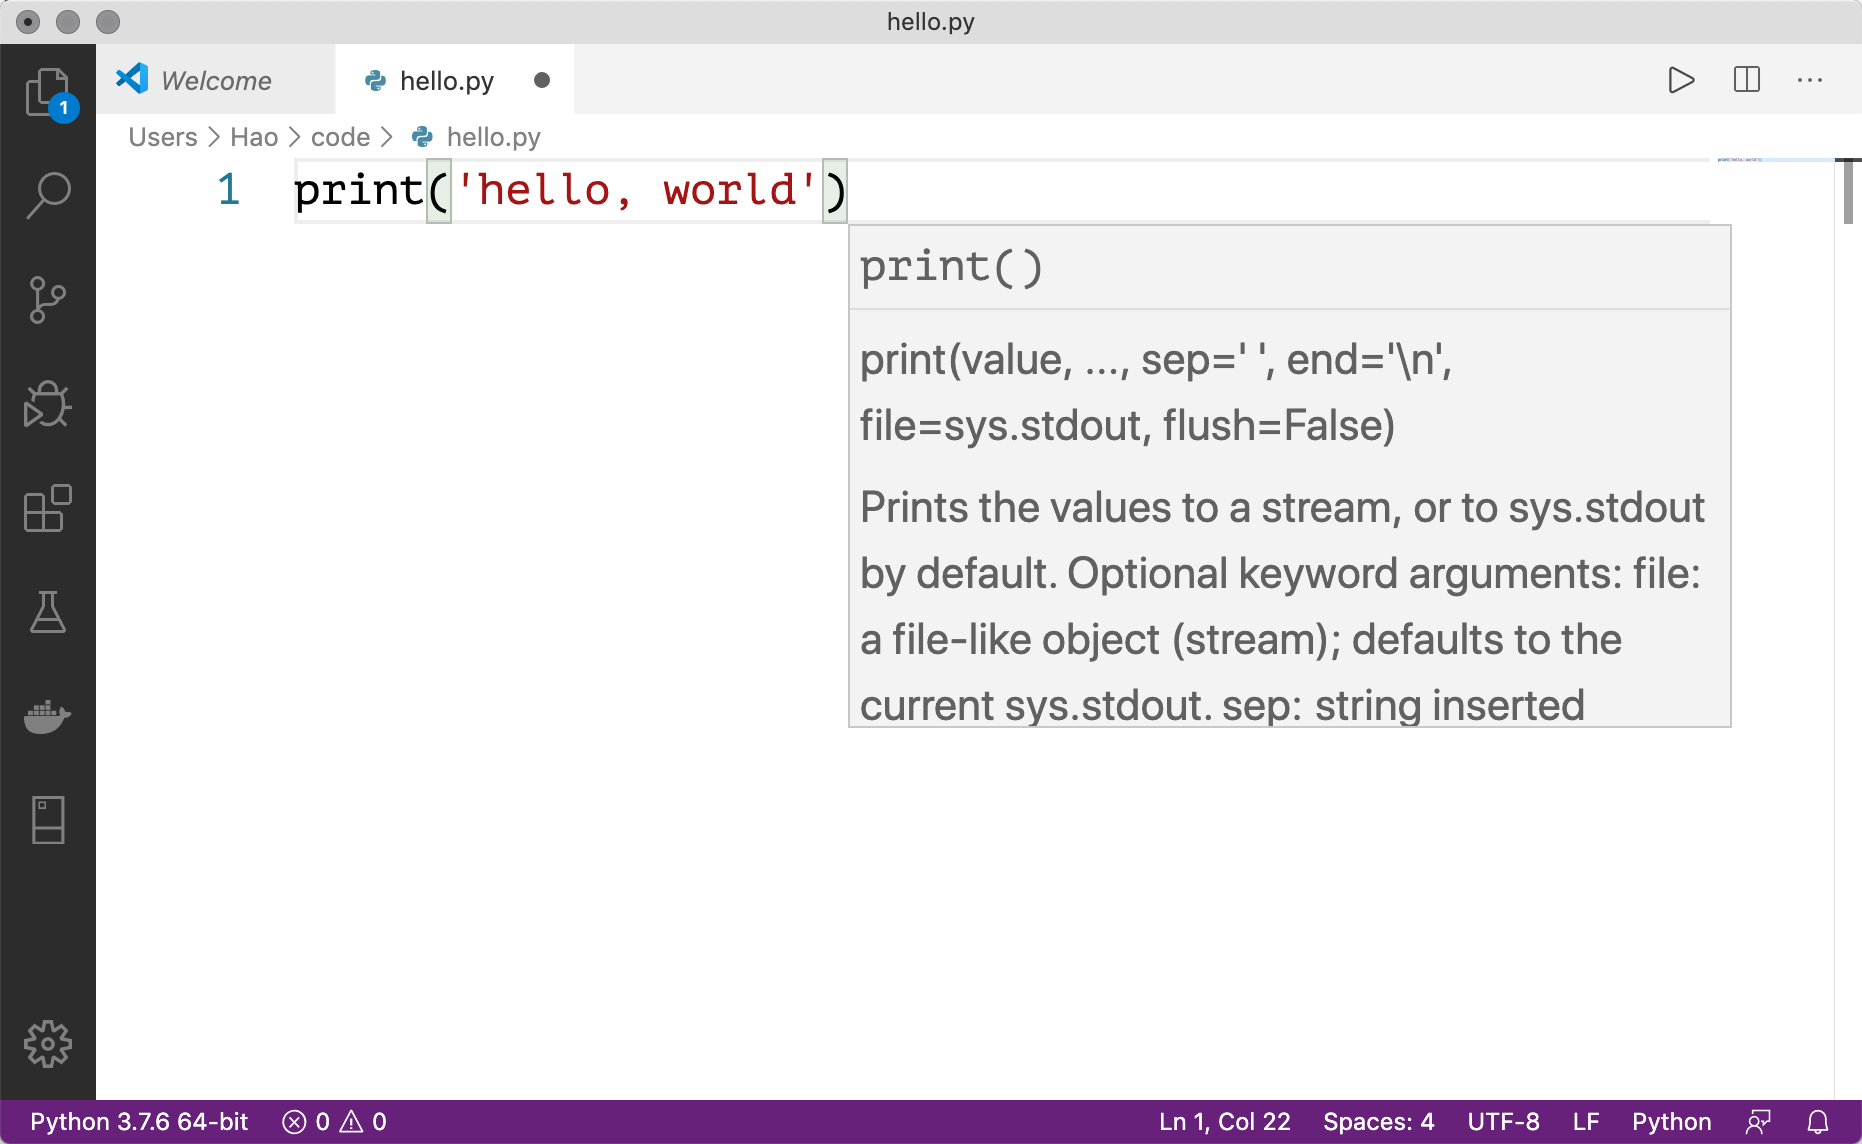 hello.py
Welcome
hello.py
1
Users > Hao > code > hello.py
1 print('hello, world')
print()
print(value, ..., sep=' ', end='\n',
file=sys.stdout, flush=False)
Prints the values to a stream, or to sys.stdout
by default. Optional keyword arguments: file:
a file-like object (stream); defaults to the
current sys.stdout. sep: string inserted
Python 3.7.6 64-bit 0 0 Ln 1, Col 22 Spaces: 4 UTF-8 LF Python